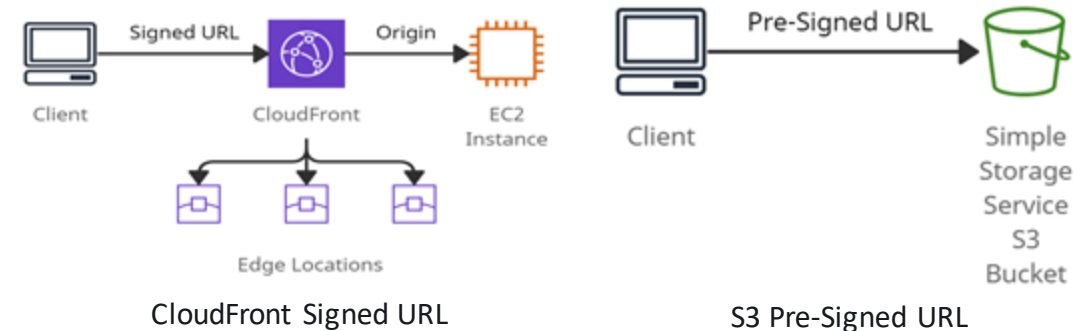 Signed URL
Origin
Client
CloudFront
EC2
Instance
Edge Locations
CloudFront Signed URL
Pre-Signed URL
Client
Simple
Storage
Service
S3
Bucket
S3 Pre-Signed URL